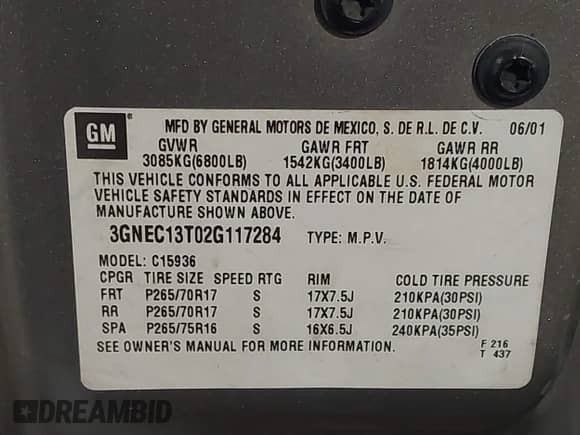 GM
MFD BY GENERAL MOTORS DE MEXICO, S. DE R.L. DE C.V. 06/01
GVWR GAWR FRT GAWR RR
3085KG(6800LB) 1542KG(3400LB) 1814KG(4000LB)
THIS VEHICLE CONFORMS TO ALL APPLICABLE U.S. FEDERAL MOTOR
VEHICLE SAFETY STANDARDS IN EFFECT ON THE DATE OF
MANUFACTURE SHOWN ABOVE.
3GNEC13T02G117284 TYPE: M.P.V.
MODEL: C15936
CPGR TIRE SIZE SPEED RTG RIM COLD TIRE PRESSURE
FRT P265/70R17 S 17X7.5J 210KPA(30PSI)
RR P265/70R17 S 17X7.5J 210KPA(30PSI)
SPA P265/75R16 S 16X6.5J 240KPA(35PSI)
SEE OWNER'S MANUAL FOR MORE INFORMATION. F 216
T 437
DREAMBID